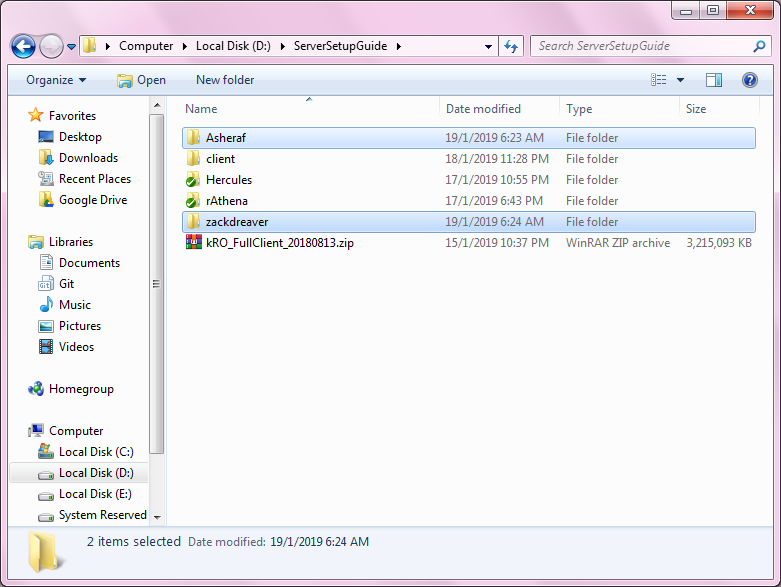 Computer Local Disk (D:) ServerSetupGuide
Search ServerSetupGuide
Organize Open New folder
Favorites
Desktop
Downloads
Recent Places
Google Drive
Libraries
Documents
Git
Music
Pictures
Videos
Homegroup
Computer
Local Disk (C:)
Local Disk (D:)
Local Disk (E:)
System Reserved
Name Date modified Type Size
Asheraf 19/1/2019 6:23 AM File folder
client 18/1/2019 11:28 PM File folder
Hercules 17/1/2019 10:55 PM File folder
rAthena 17/1/2019 6:43 PM File folder
zackdreaver 19/1/2019 6:24 AM File folder
kRO_FullClient_20180813.zip 15/1/2019 10:37 PM WinRAR ZIP archive 3,215,093 KB
2 items selected Date modified: 19/1/2019 6:24 AM